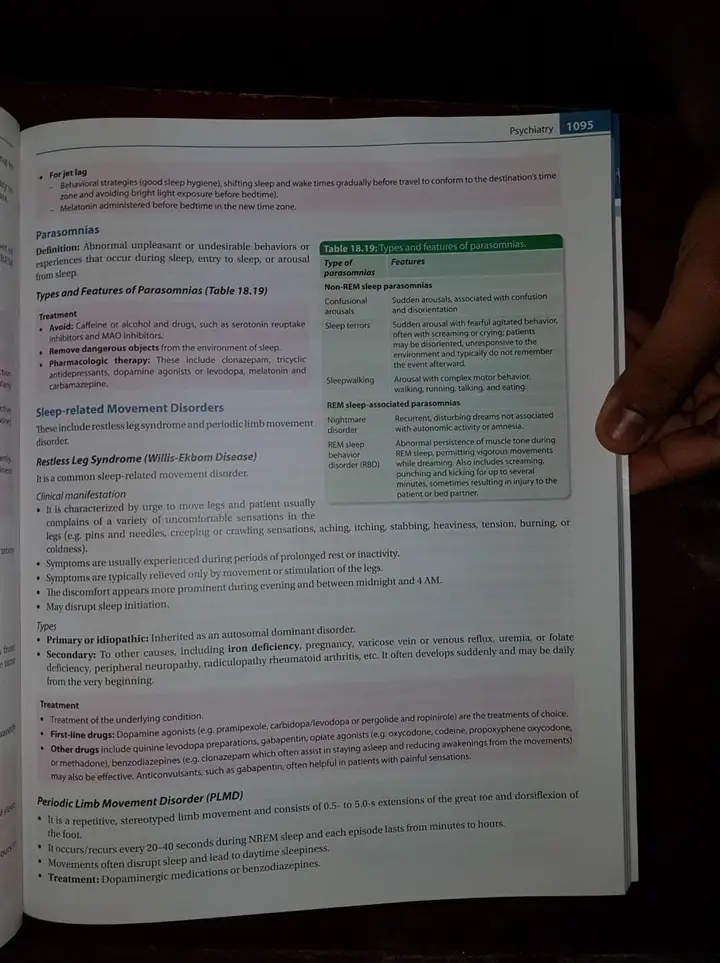 Psychiatry 1095
• For jet lag
– Behavioral strategies (good sleep hygiene), shifting sleep and wake times gradually before travel to conform to the destination's time
zone and avoiding bright light exposure before bedtime).
– Melatonin administered before bedtime in the new time zone.
Parasomnias
Definition: Abnormal unpleasant or undesirable behaviors or
experiences that occur during sleep, entry to sleep, or arousal
from sleep.
Types and Features of Parasomnias (Table 18.19)
Treatment
• Avoid: Caffeine or alcohol and drugs, such as serotonin reuptake
inhibitors and MAO inhibitors.
• Remove dangerous objects from the environment of sleep.
• Pharmacologic therapy: These include clonazepam, tricyclic
antidepressants, dopamine agonists or levodopa, melatonin and
carbamazepine.
Table 18.19: Types and features of parasomnias.
Type of Features
parasomnias
Non-REM sleep parasomnias
Confusional Sudden arousals, associated with confusion
arousals and disorientation
Sleep terrors Sudden arousal with fearful agitated behavior,
often with screaming or crying; patients
may be disoriented, unresponsive to the
environment and typically do not remember
the event afterward.
Sleepwalking Arousal with complex motor behavior,
walking, running, talking, and eating.
REM sleep-associated parasomnias
Nightmare Recurrent, disturbing dreams not associated
disorder with autonomic activity or amnesia.
REM sleep Abnormal persistence of muscle tone during
behavior REM sleep, permitting vigorous movements
disorder (RBD) while dreaming. Also includes screaming,
punching and kicking for up to several
minutes, sometimes resulting in injury to the
patient or bed partner.
Sleep-related Movement Disorders
These include restless leg syndrome and periodic limb movement
disorder.
Restless Leg Syndrome (Willis-Ekbom Disease)
It is a common sleep-related movement disorder.
Clinical manifestation
• It is characterized by urge to move legs and patient usually
complains of a variety of uncomfortable sensations in the
legs (e.g. pins and needles, creeping or crawling sensations, aching, itching, stabbing, heaviness, tension, burning, or
coldness).
• Symptoms are usually experienced during periods of prolonged rest or inactivity.
• Symptoms are typically relieved only by movement or stimulation of the legs.
• The discomfort appears more prominent during evening and between midnight and 4 AM.
• May disrupt sleep initiation.
Types
• Primary or idiopathic: Inherited as an autosomal dominant disorder.
• Secondary: To other causes, including iron deficiency, pregnancy, varicose vein or venous reflux, uremia, or folate
deficiency, peripheral neuropathy, radiculopathy rheumatoid arthritis, etc. It often develops suddenly and may be daily
from the very beginning.
Treatment
• Treatment of the underlying condition.
• First-line drugs: Dopamine agonists (e.g. pramipexole, carbidopa/levodopa or pergolide and ropinirole) are the treatments of choice.
• Other drugs include quinine levodopa preparations, gabapentin, opiate agonists (e.g. oxycodone, codeine, propoxyphene oxycodone,
or methadone), benzodiazepines (e.g. clonazepam which often assist in staying asleep and reducing awakenings from the movements)
may also be effective. Anticonvulsants, such as gabapentin, often helpful in patients with painful sensations.
Periodic Limb Movement Disorder (PLMD)
• It is a repetitive, stereotyped limb movement and consists of 0.5- to 5.0-s extensions of the great toe and dorsiflexion of
the foot.
• It occurs/recurs every 20–40 seconds during NREM sleep and each episode lasts from minutes to hours.
• Movements often disrupt sleep and lead to daytime sleepiness.
• Treatment: Dopaminergic medications or benzodiazepines.